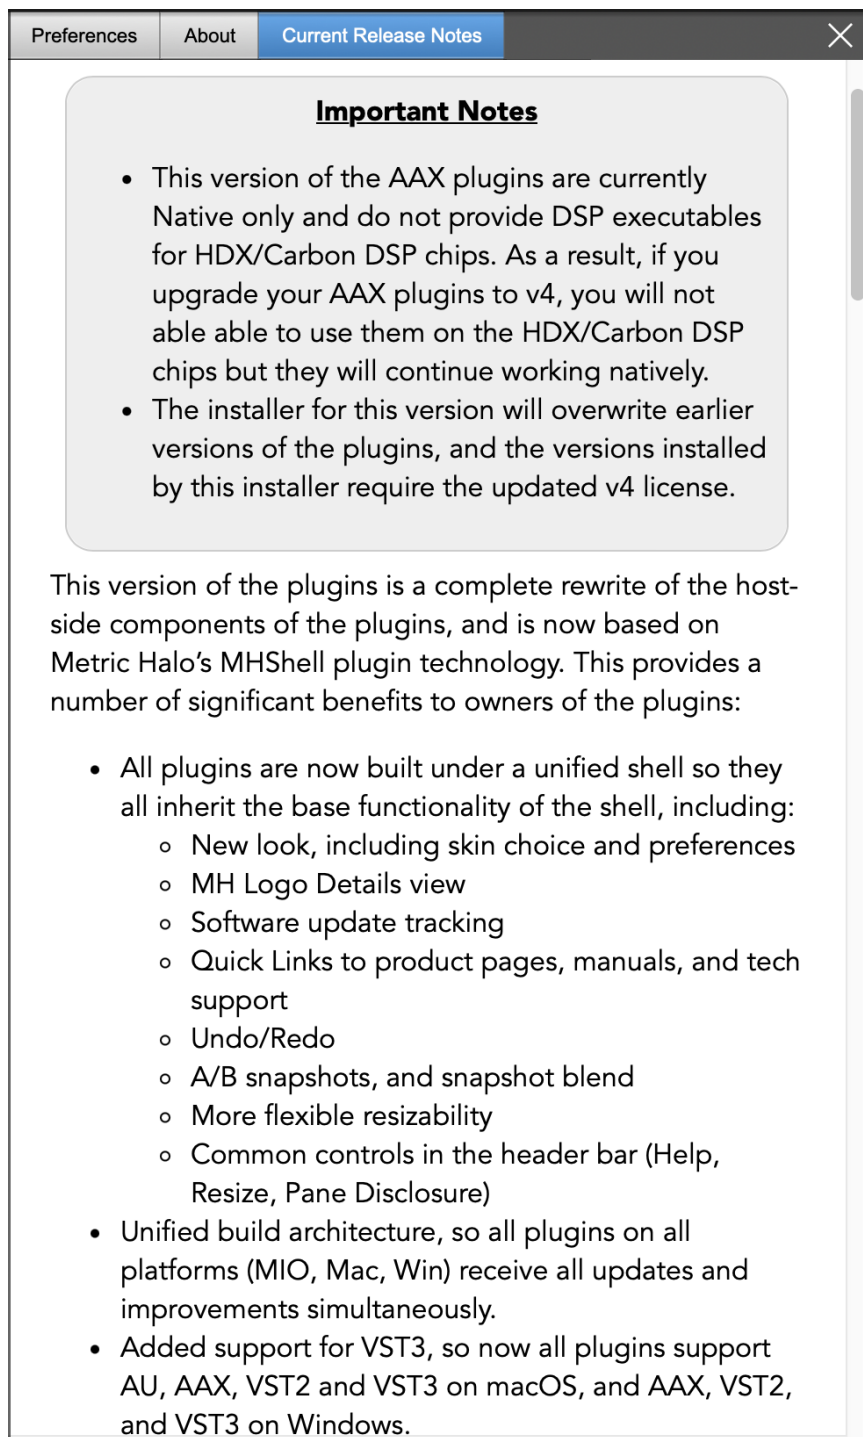 Preferences About Current Release Notes
Important Notes
• This version of the AAX plugins are currently
Native only and do not provide DSP executables
for HDX/Carbon DSP chips. As a result, if you
upgrade your AAX plugins to v4, you will not
able able to use them on the HDX/Carbon DSP
chips but they will continue working natively.
• The installer for this version will overwrite earlier
versions of the plugins, and the versions installed
by this installer require the updated v4 license.
This version of the plugins is a complete rewrite of the host-
side components of the plugins, and is now based on
Metric Halo’s MHShell plugin technology. This provides a
number of significant benefits to owners of the plugins:
• All plugins are now built under a unified shell so they
all inherit the base functionality of the shell, including:
◦ New look, including skin choice and preferences
◦ MH Logo Details view
◦ Software update tracking
◦ Quick Links to product pages, manuals, and tech
support
◦ Undo/Redo
◦ A/B snapshots, and snapshot blend
◦ More flexible resizability
◦ Common controls in the header bar (Help,
Resize, Pane Disclosure)
• Unified build architecture, so all plugins on all
platforms (MIO, Mac, Win) receive all updates and
improvements simultaneously.
• Added support for VST3, so now all plugins support
AU, AAX, VST2 and VST3 on macOS, and AAX, VST2,
and VST3 on Windows.